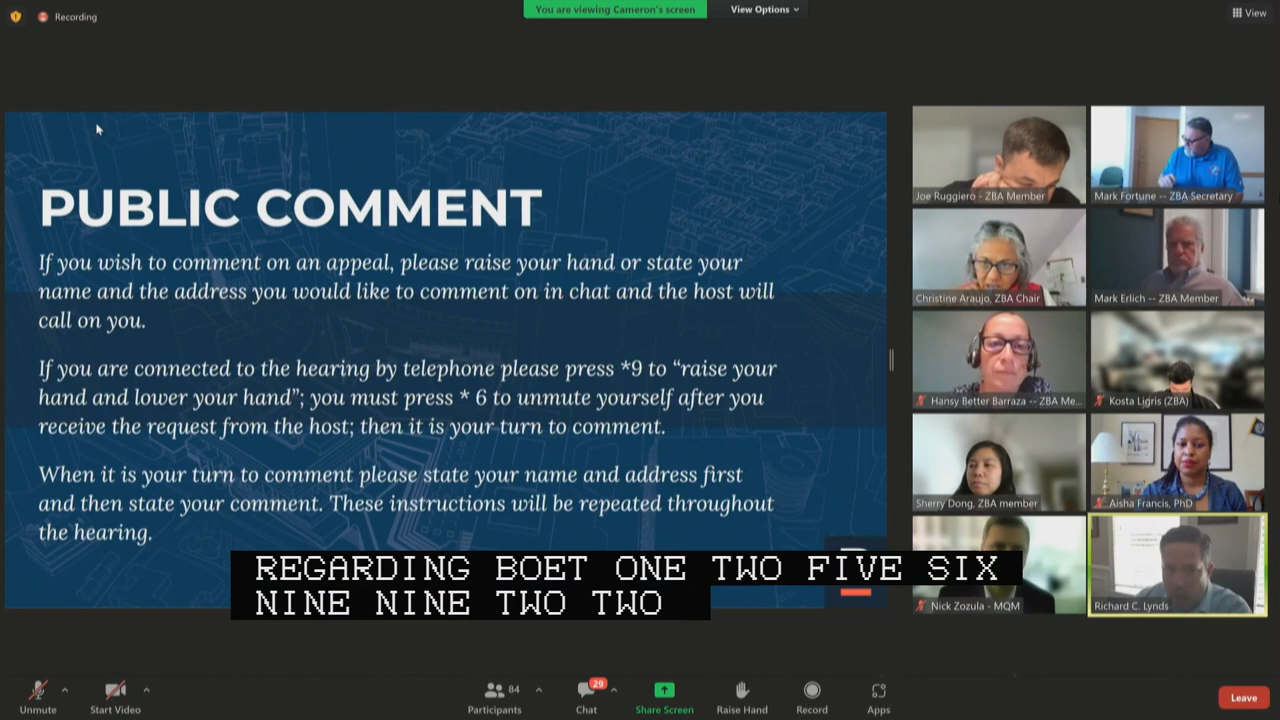 Recording
You are viewing Cameron's screen
View Options
View
PUBLIC COMMENT
If you wish to comment on an appeal, please raise your hand or state your
name and the address you would like to comment on in chat and the host will
call on you.
If you are connected to the hearing by telephone please press *9 to “raise your
hand and lower your hand”; you must press * 6 to unmute yourself after you
receive the request from the host; then it is your turn to comment.
When it is your turn to comment please state your name and address first
and then state your comment. These instructions will be repeated throughout
the hearing.
REGARDING BOET ONE TWO FIVE SIX
NINE NINE TWO TWO
Joe Ruggiero - ZBA Member
Mark Fortune -- ZBA Secretary
Christine Araujo, ZBA Chair
Mark Erlich -- ZBA Member
Hansy Better Barraza -- ZBA Me...
Kosta Ligris (ZBA)
Sherry Dong, ZBA member
Aisha Francis, PhD
Nick Zozula - MQM
Richard C. Lynds
Unmute
Start Video
84
Participants
29
Chat
Share Screen
Raise Hand
Record
Apps
Leave